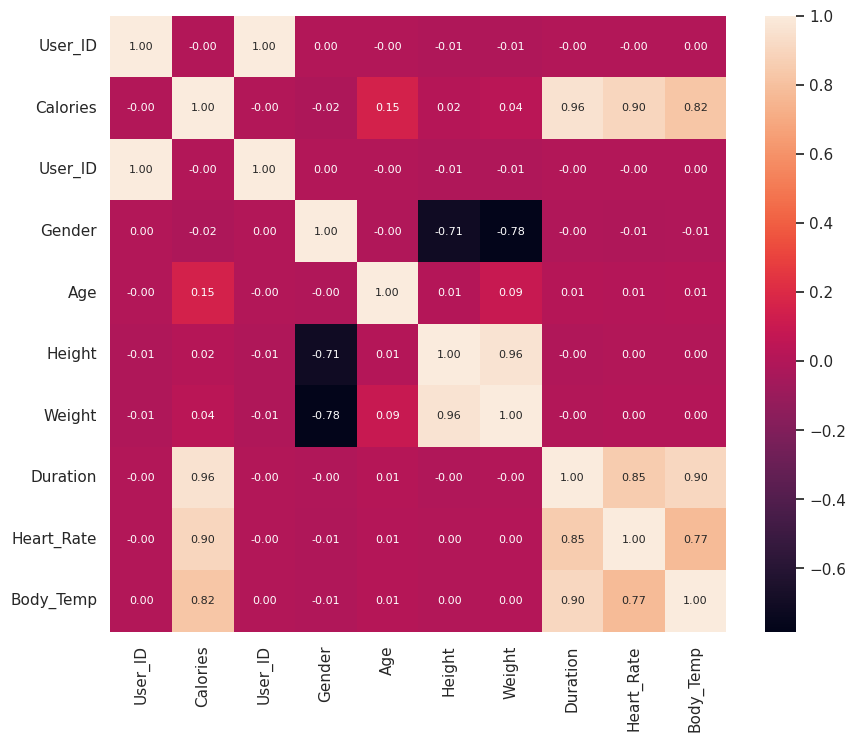 User_ID 1.00 -0.00 1.00 0.00 -0.00 -0.01 -0.01 -0.00 -0.00 0.00
Calories -0.00 1.00 -0.00 -0.02 0.15 0.02 0.04 0.96 0.90 0.82
User_ID 1.00 -0.00 1.00 0.00 -0.00 -0.01 -0.01 -0.00 -0.00 0.00
Gender 0.00 -0.02 0.00 1.00 -0.00 -0.71 -0.78 -0.00 -0.01 -0.01
Age -0.00 0.15 -0.00 -0.00 1.00 0.01 0.09 0.01 0.01 0.01
Height -0.01 0.02 -0.01 -0.71 0.01 1.00 0.96 -0.00 0.00 0.00
Weight -0.01 0.04 -0.01 -0.78 0.09 0.96 1.00 -0.00 0.00 0.00
Duration -0.00 0.96 -0.00 -0.00 0.01 -0.00 -0.00 1.00 0.85 0.90
Heart_Rate -0.00 0.90 -0.00 -0.01 0.01 0.00 0.00 0.85 1.00 0.77
Body_Temp 0.00 0.82 0.00 -0.01 0.01 0.00 0.00 0.90 0.77 1.00
User_ID
Calories
User_ID
Gender
Age
Height
Weight
Duration
Heart_Rate
Body_Temp
1.0
0.8
0.6
0.4
0.2
0.0
−0.2
−0.4
−0.6